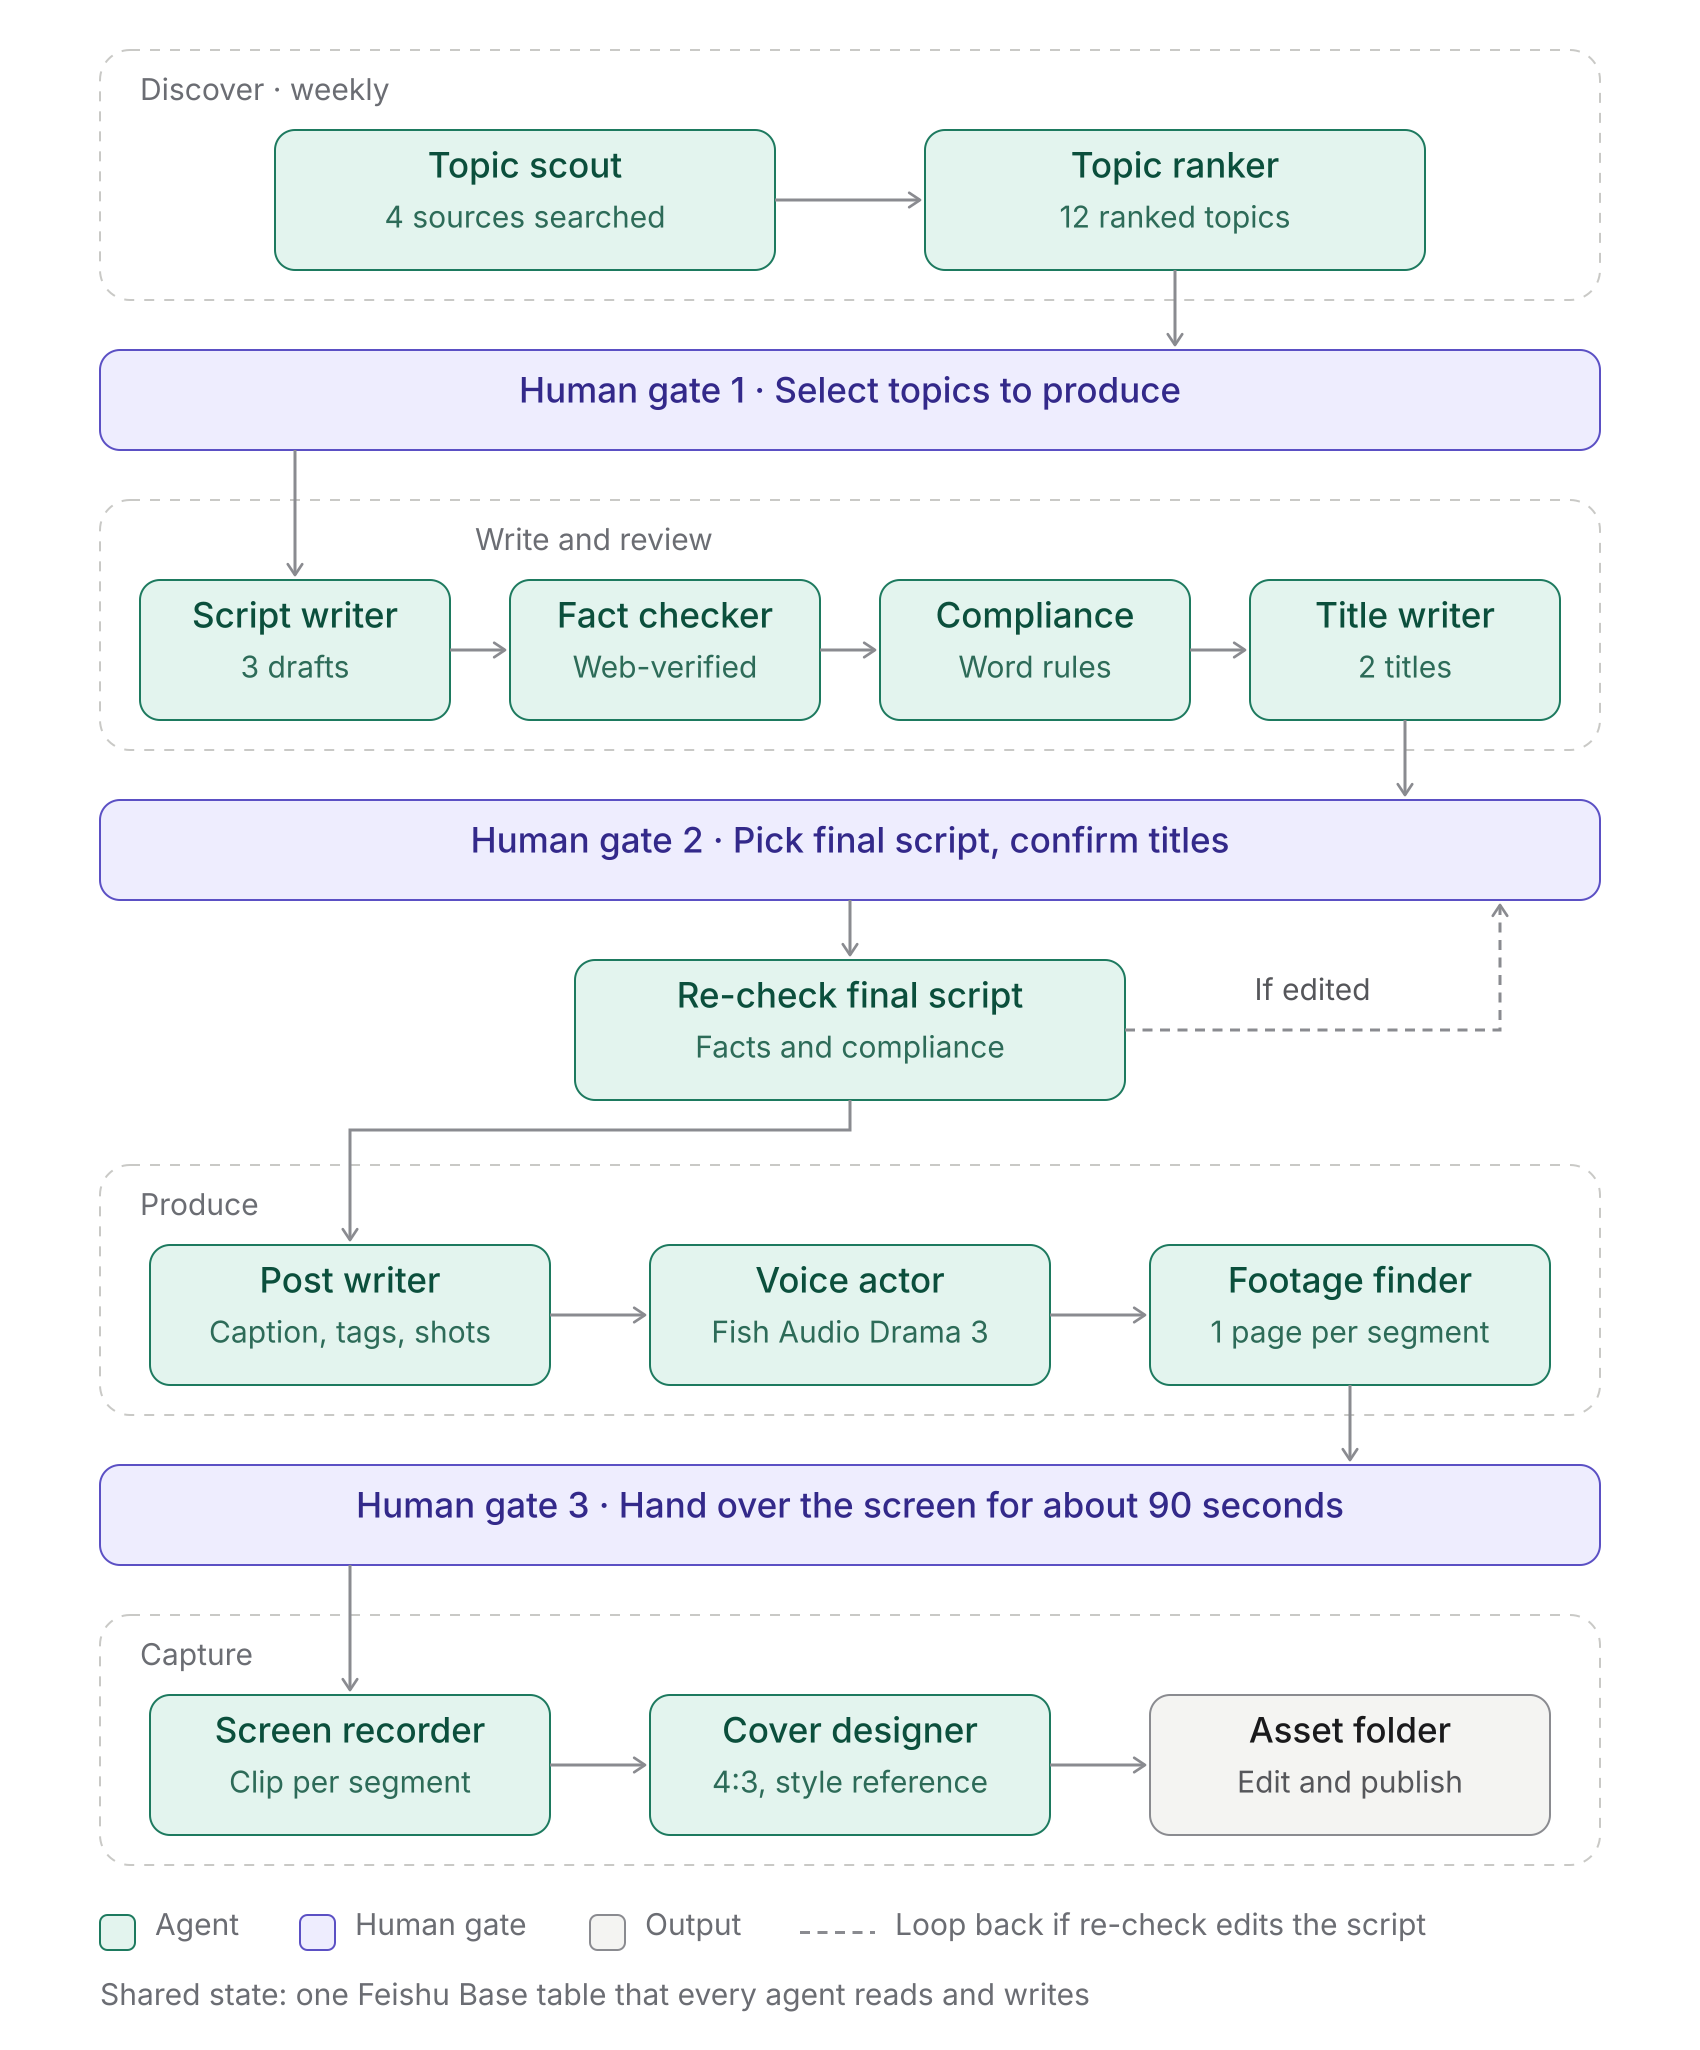 Discover · weekly
Topic scout
4 sources searched
Topic ranker
12 ranked topics
Human gate 1 · Select topics to produce
Write and review
Script writer
3 drafts
Fact checker
Web-verified
Compliance
Word rules
Title writer
2 titles
Human gate 2 · Pick final script, confirm titles
Re-check final script
Facts and compliance
If edited
Produce
Post writer
Caption, tags, shots
Voice actor
Fish Audio Drama 3
Footage finder
1 page per segment
Human gate 3 · Hand over the screen for about 90 seconds
Capture
Screen recorder
Clip per segment
Cover designer
4:3, style reference
Asset folder
Edit and publish
Agent
Human gate
Output
Loop back if re-check edits the script
Shared state: one Feishu Base table that every agent reads and writes